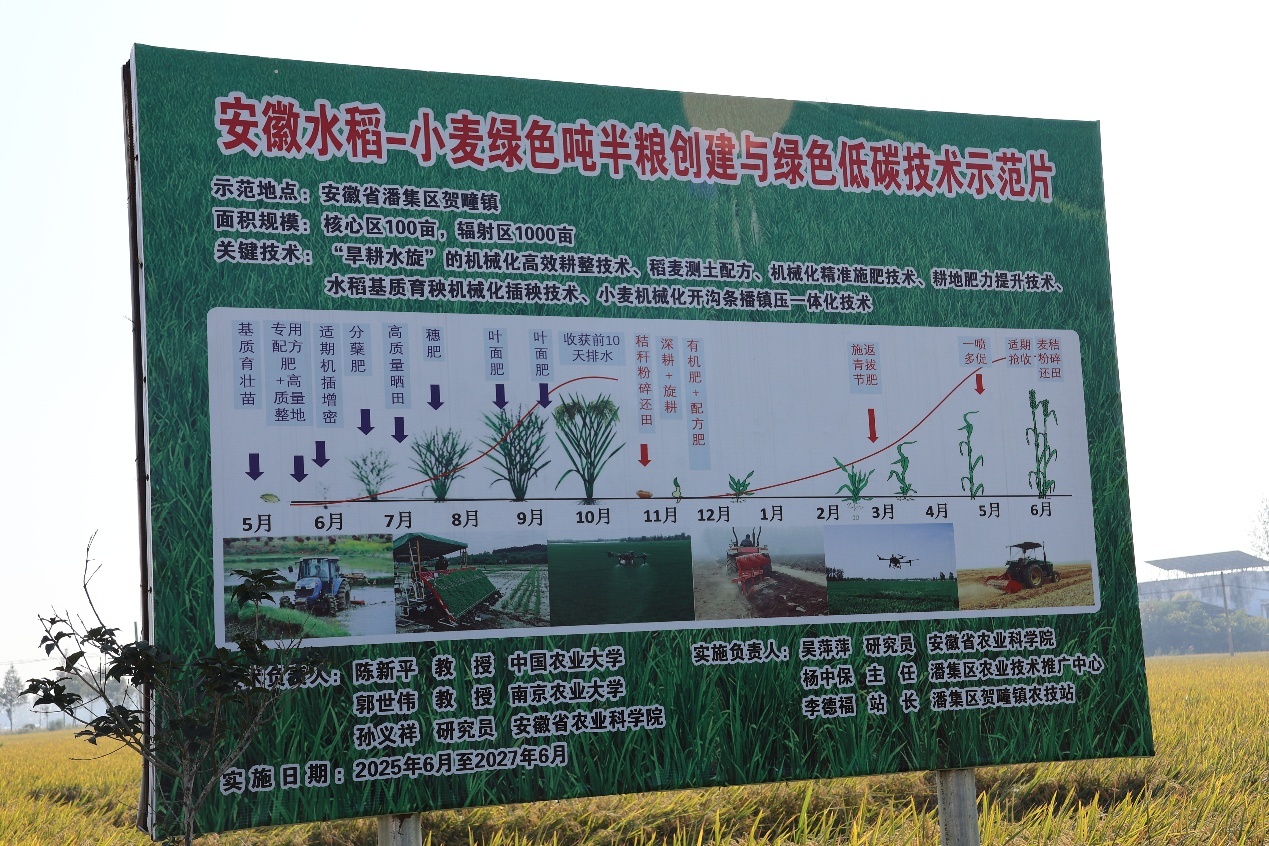 安徽水稻-小麦绿色吨半粮创建与绿色低碳技术示范片
示范地点：安徽省潘集区贺疃镇
面积规模：核心区100亩，辐射区1000亩
关键技术：“旱耕水旋”的机械化高效耕整技术、稻麦测土配方、机械化精准施肥技术、耕地肥力提升技术、
水稻基质育秧机械化插秧技术、小麦机械化开沟条播镇压一体化技术
基质育壮苗
专用配方肥+高质量整地
适期机插增密
分蘖肥
高质量晒田
穗肥
叶面肥
叶面肥
收获前10天排水
秸秆粉碎还田
深耕+旋耕
有机肥+配方肥
施返青拔节肥
一喷多促
适期抢收
麦秸粉碎还田
5月 6月 7月 8月 9月 10月 11月 12月 1月 2月 3月 4月 5月 6月
负责人：陈新平 教 授 中国农业大学
郭世伟 教 授 南京农业大学
孙义祥 研究员 安徽省农业科学院
实施负责人：吴萍萍 研究员 安徽省农业科学院
杨中保 主 任 潘集区农业技术推广中心
李德福 站 长 潘集区贺疃镇农技站
实施日期：2025年6月至2027年6月